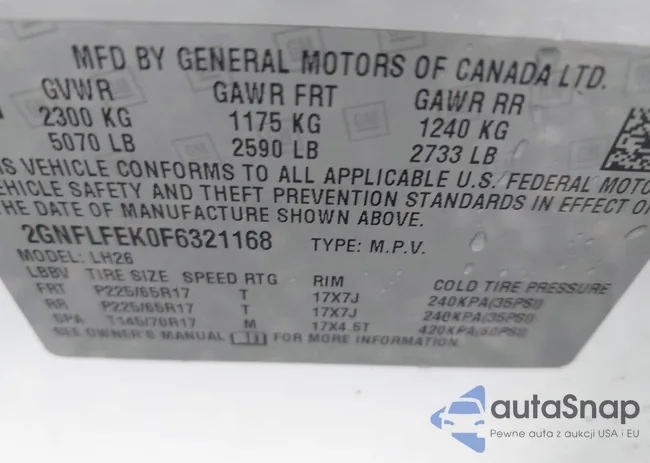 MFD BY GENERAL MOTORS OF CANADA LTD.
GVWR GAWR FRT GAWR RR
2300 KG 1175 KG 1240 KG
5070 LB 2590 LB 2733 LB
IS VEHICLE CONFORMS TO ALL APPLICABLE U.S. FEDERAL MOTO
VEHICLE SAFETY AND THEFT PREVENTION STANDARDS IN EFFECT O
THE DATE OF MANUFACTURE SHOWN ABOVE.
2GNFLFEK0F6321168 TYPE: M.P.V.
MODEL: LH26
LBBV TIRE SIZE SPEED RTG RIM COLD TIRE PRESSURE
FRT P225/65R17 T 17X7J 240KPA(35PSI)
RR P225/65R17 T 17X7J 240KPA(35PSI)
SPA T145/70R17 M 17X4.5T 420KPA(60PSI)
SEE OWNER'S MANUAL FOR MORE INFORMATION.
autaSnap
Pewne auta z aukcji USA i EU